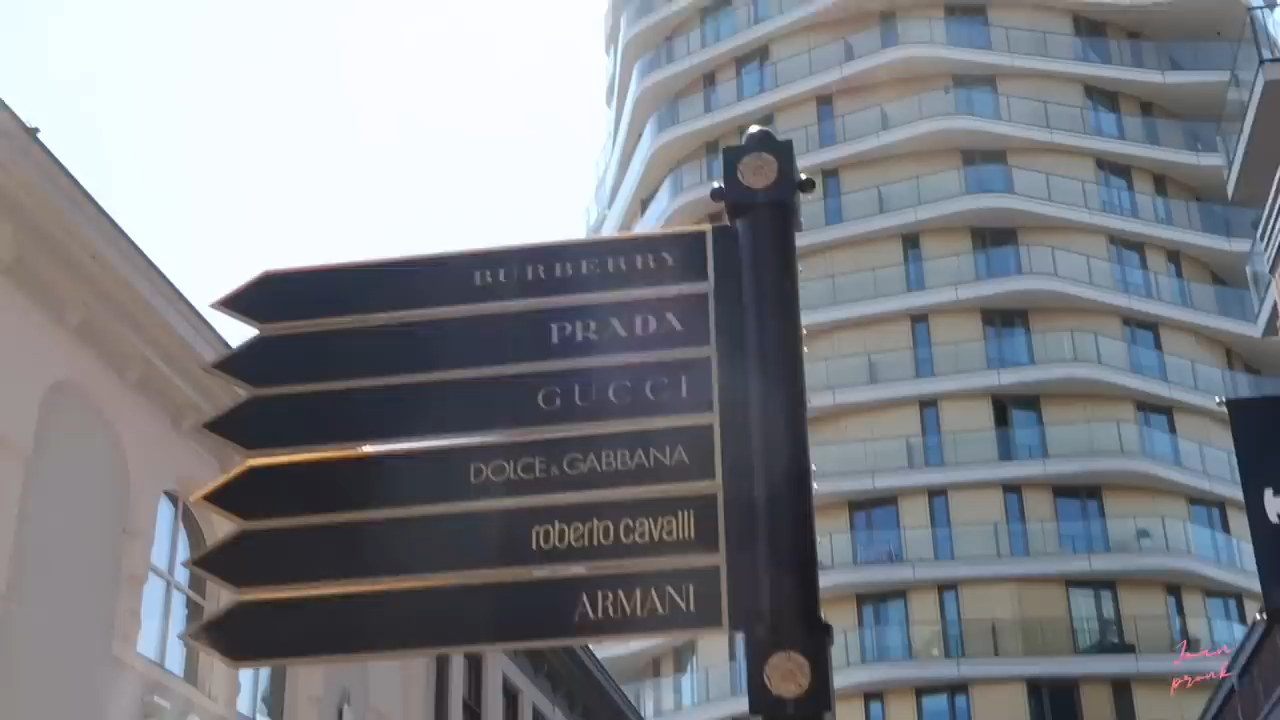 BURBERRY
PRADA
GUCCI
DOLCE & GABBANA
roberto cavalli
ARMANI